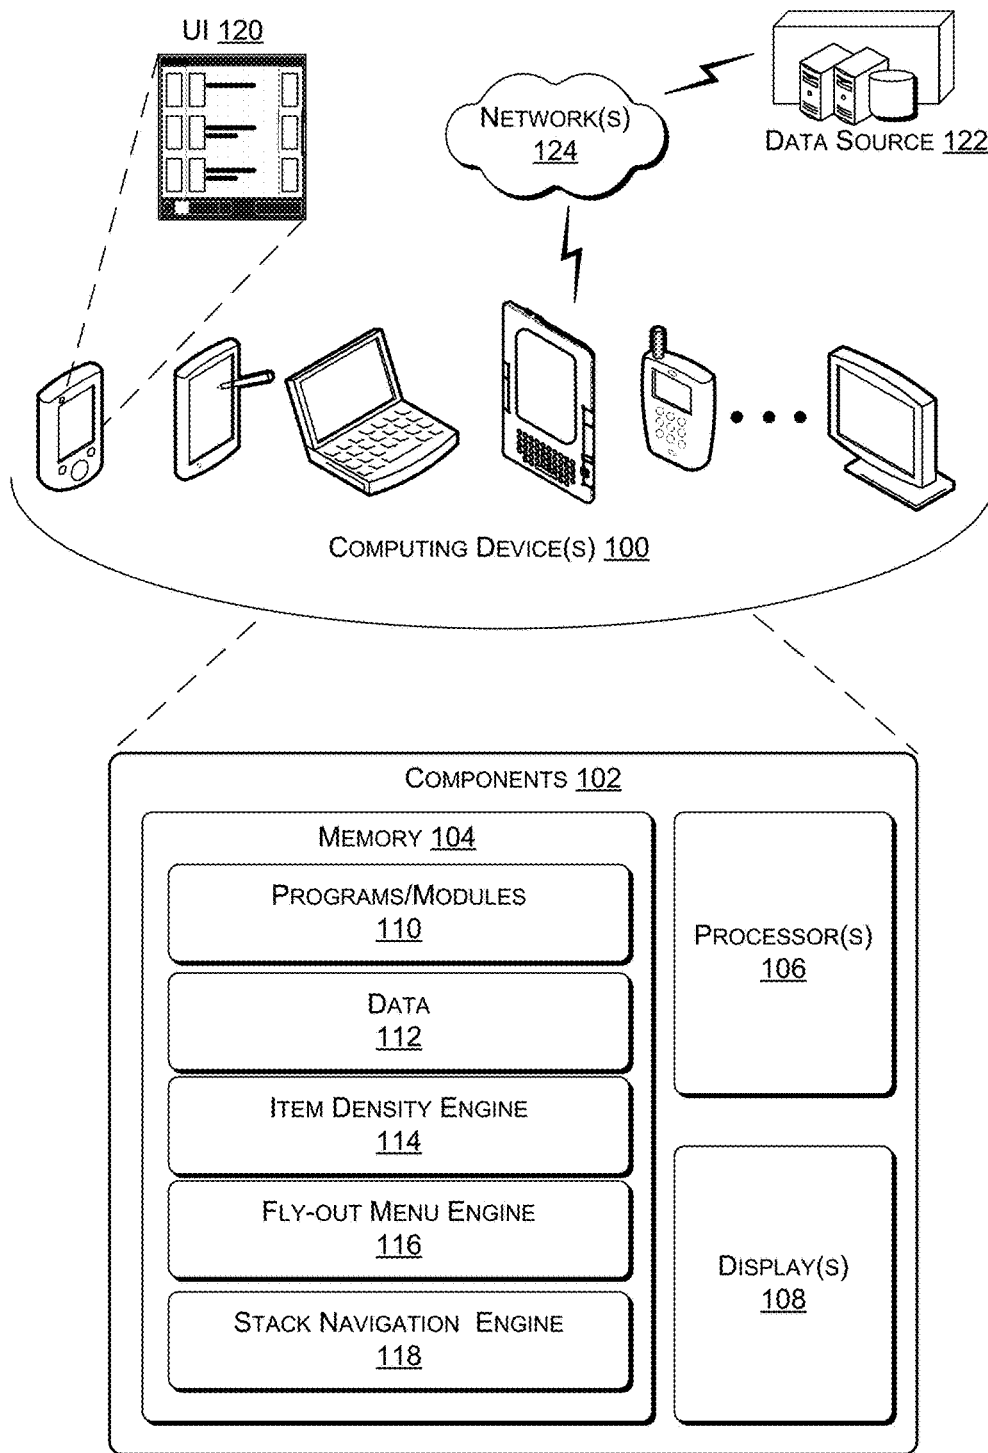 UI 120
NETWORK(S)
124
DATA SOURCE 122
COMPUTING DEVICE(S) 100
COMPONENTS 102
MEMORY 104
PROGRAMS/MODULES
110
DATA
112
ITEM DENSITY ENGINE
114
FLY-OUT MENU ENGINE
116
STACK NAVIGATION ENGINE
118
PROCESSOR(S)
106
DISPLAY(S)
108